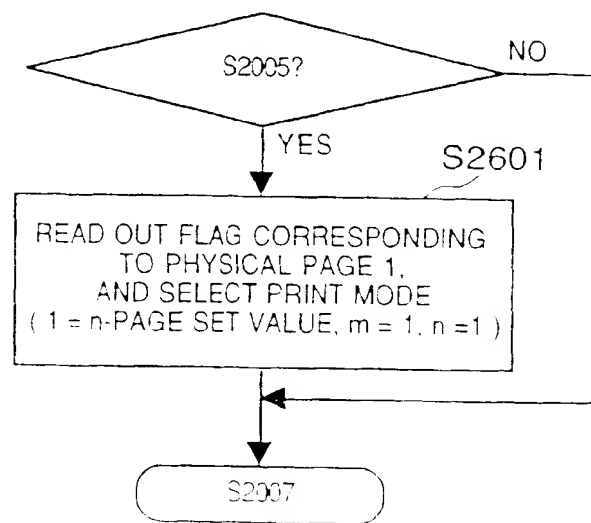 S2005?
NO
YES
S2601
READ OUT FLAG CORRESPONDING
TO PHYSICAL PAGE 1,
AND SELECT PRINT MODE
( 1 = n-PAGE SET VALUE, m = 1, n =1 )
S2007